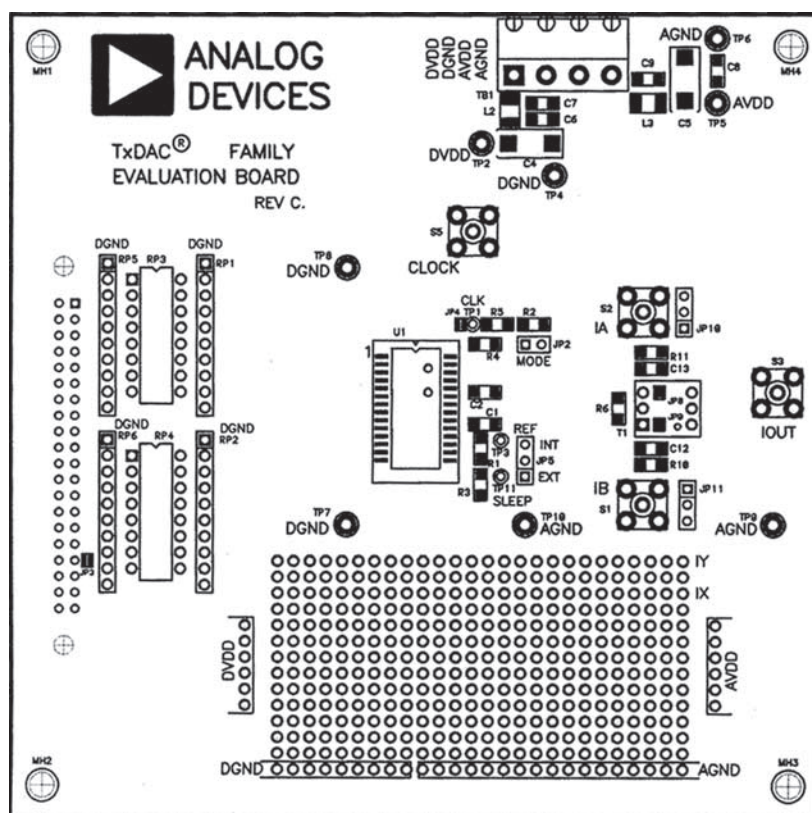 MH1
ANALOG
DEVICES
TxDAC® FAMILY
EVALUATION BOARD
REV C.
DVDD
DGND
AVDD
AGND
TB1
L2
C7
C6
C4
DVDD
TP2
DGND
TP4
AGND
TP6
C9
C8
L3
C5
TP5
AVDD
MH4
S5
CLOCK
DGND
RP5
RP3
DGND
RP1
TP8
DGND
CLK
JP4
TP1
R5
R2
U1
1
R4
JP2
MODE
C2
C1
REF
INT
TP3
JP5
R1
EXT
R3
TP11
SLEEP
S2
IA
JP10
R11
C13
R6
JP8
JP9
T1
C12
R10
S3
IOUT
IB
S1
JP11
DGND
RP6
RP4
DGND
RP2
JP3
TP7
DGND
TP10
AGND
TP9
AGND
IY
IX
DVDD
AVDD
DGND
AGND
MH2
MH3